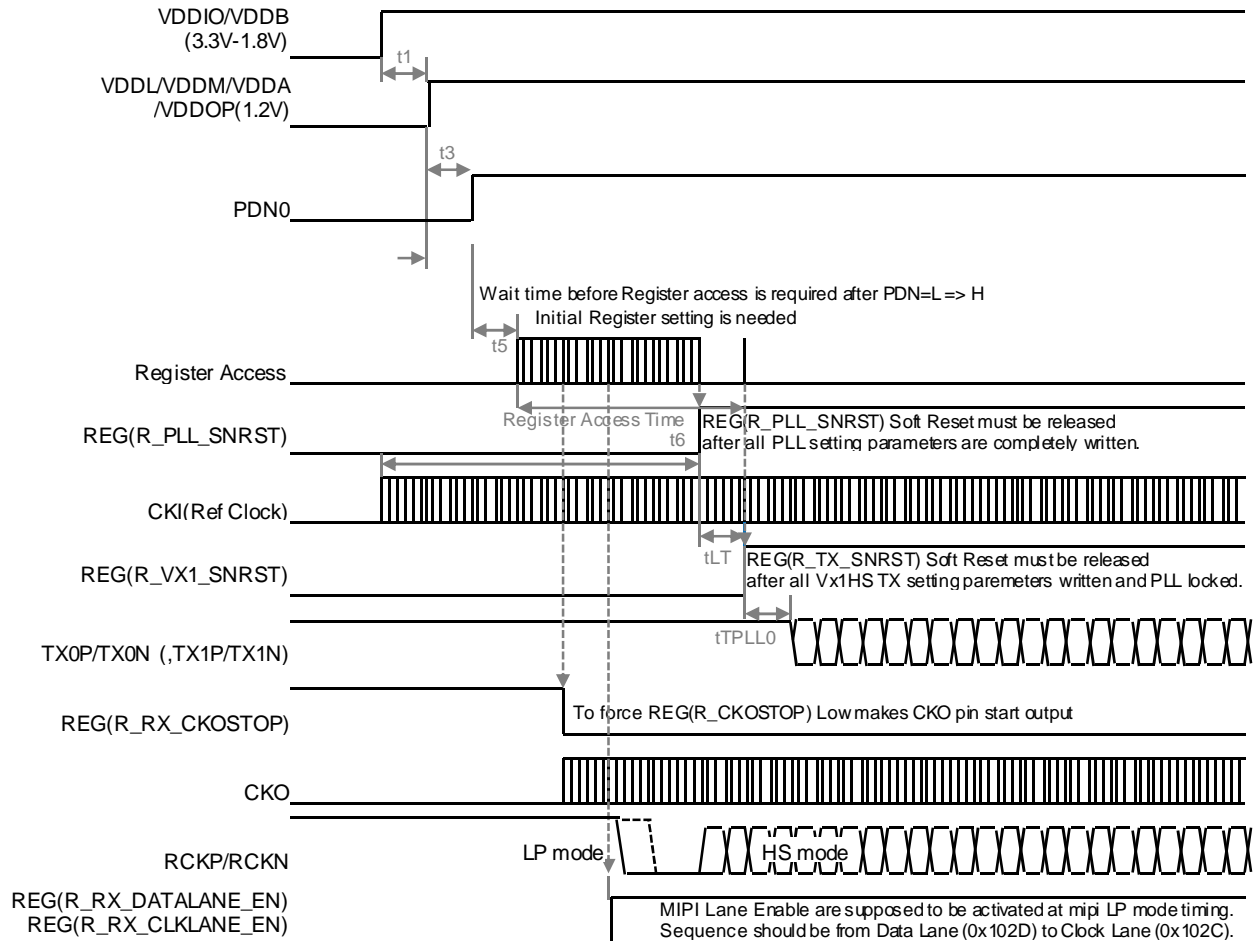 VDDIO/VDDB
(3.3V-1.8V)
t1
VDDL/VDDM/VDDA
/VDDOP(1.2V)
t3
PDN0
Wait time before Register access is required after PDN=L => H
Initial Register setting is needed
t5
Register Access
Register Access Time
t6
REG(R_PLL_SNRST)
REG(R_PLL_SNRST) Soft Reset must be released
after all PLL setting parameters are completely written.
CKI(Ref Clock)
tLT
REG(R_VX1_SNRST)
REG(R_TX_SNRST) Soft Reset must be released
after all Vx1HS TX setting paremeters written and PLL locked.
tTPLL0
TX0P/TX0N (,TX1P/TX1N)
REG(R_RX_CKOSTOP)
To force REG(R_CKOSTOP) Low makes CKO pin start output
CKO
RCKP/RCKN
LP mode
HS mode
REG(R_RX_DATALANE_EN)
REG(R_RX_CLKLANE_EN)
MIPI Lane Enable are supposed to be activated at mipi LP mode timing.
Sequence should be from Data Lane (0x102D) to Clock Lane (0x102C).